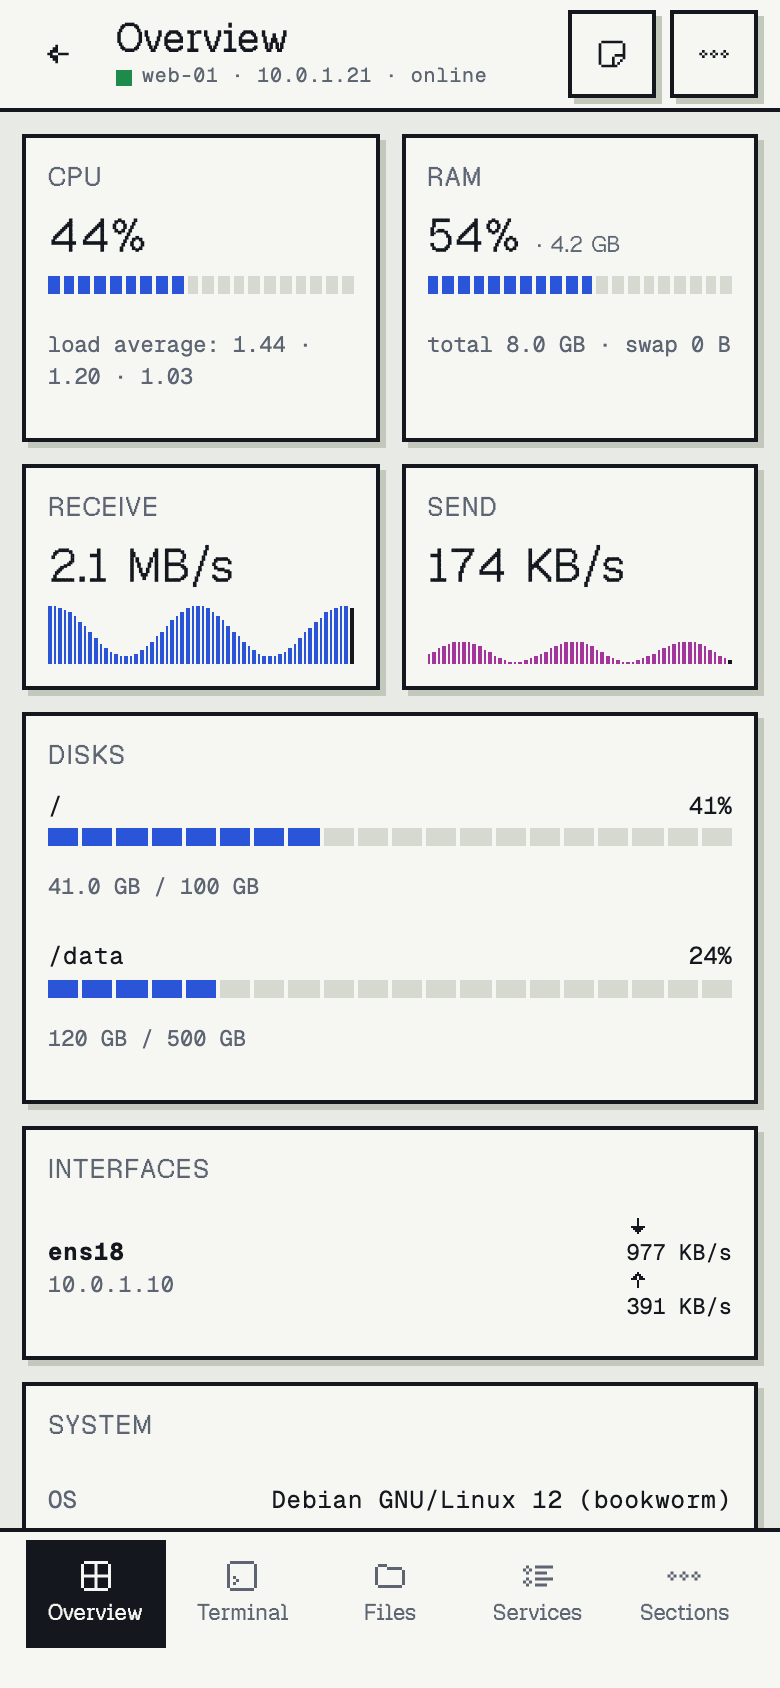 Overview
web-01 · 10.0.1.21 · online
CPU
44%
load average: 1.44 ·
1.20 · 1.03
RAM
54% · 4.2 GB
total 8.0 GB · swap 0 B
RECEIVE
2.1 MB/s
SEND
174 KB/s
DISKS
/ 41%
41.0 GB / 100 GB
/data 24%
120 GB / 500 GB
INTERFACES
ens18
10.0.1.10
977 KB/s
391 KB/s
SYSTEM
OS Debian GNU/Linux 12 (bookworm)
Overview Terminal Files Services Sections